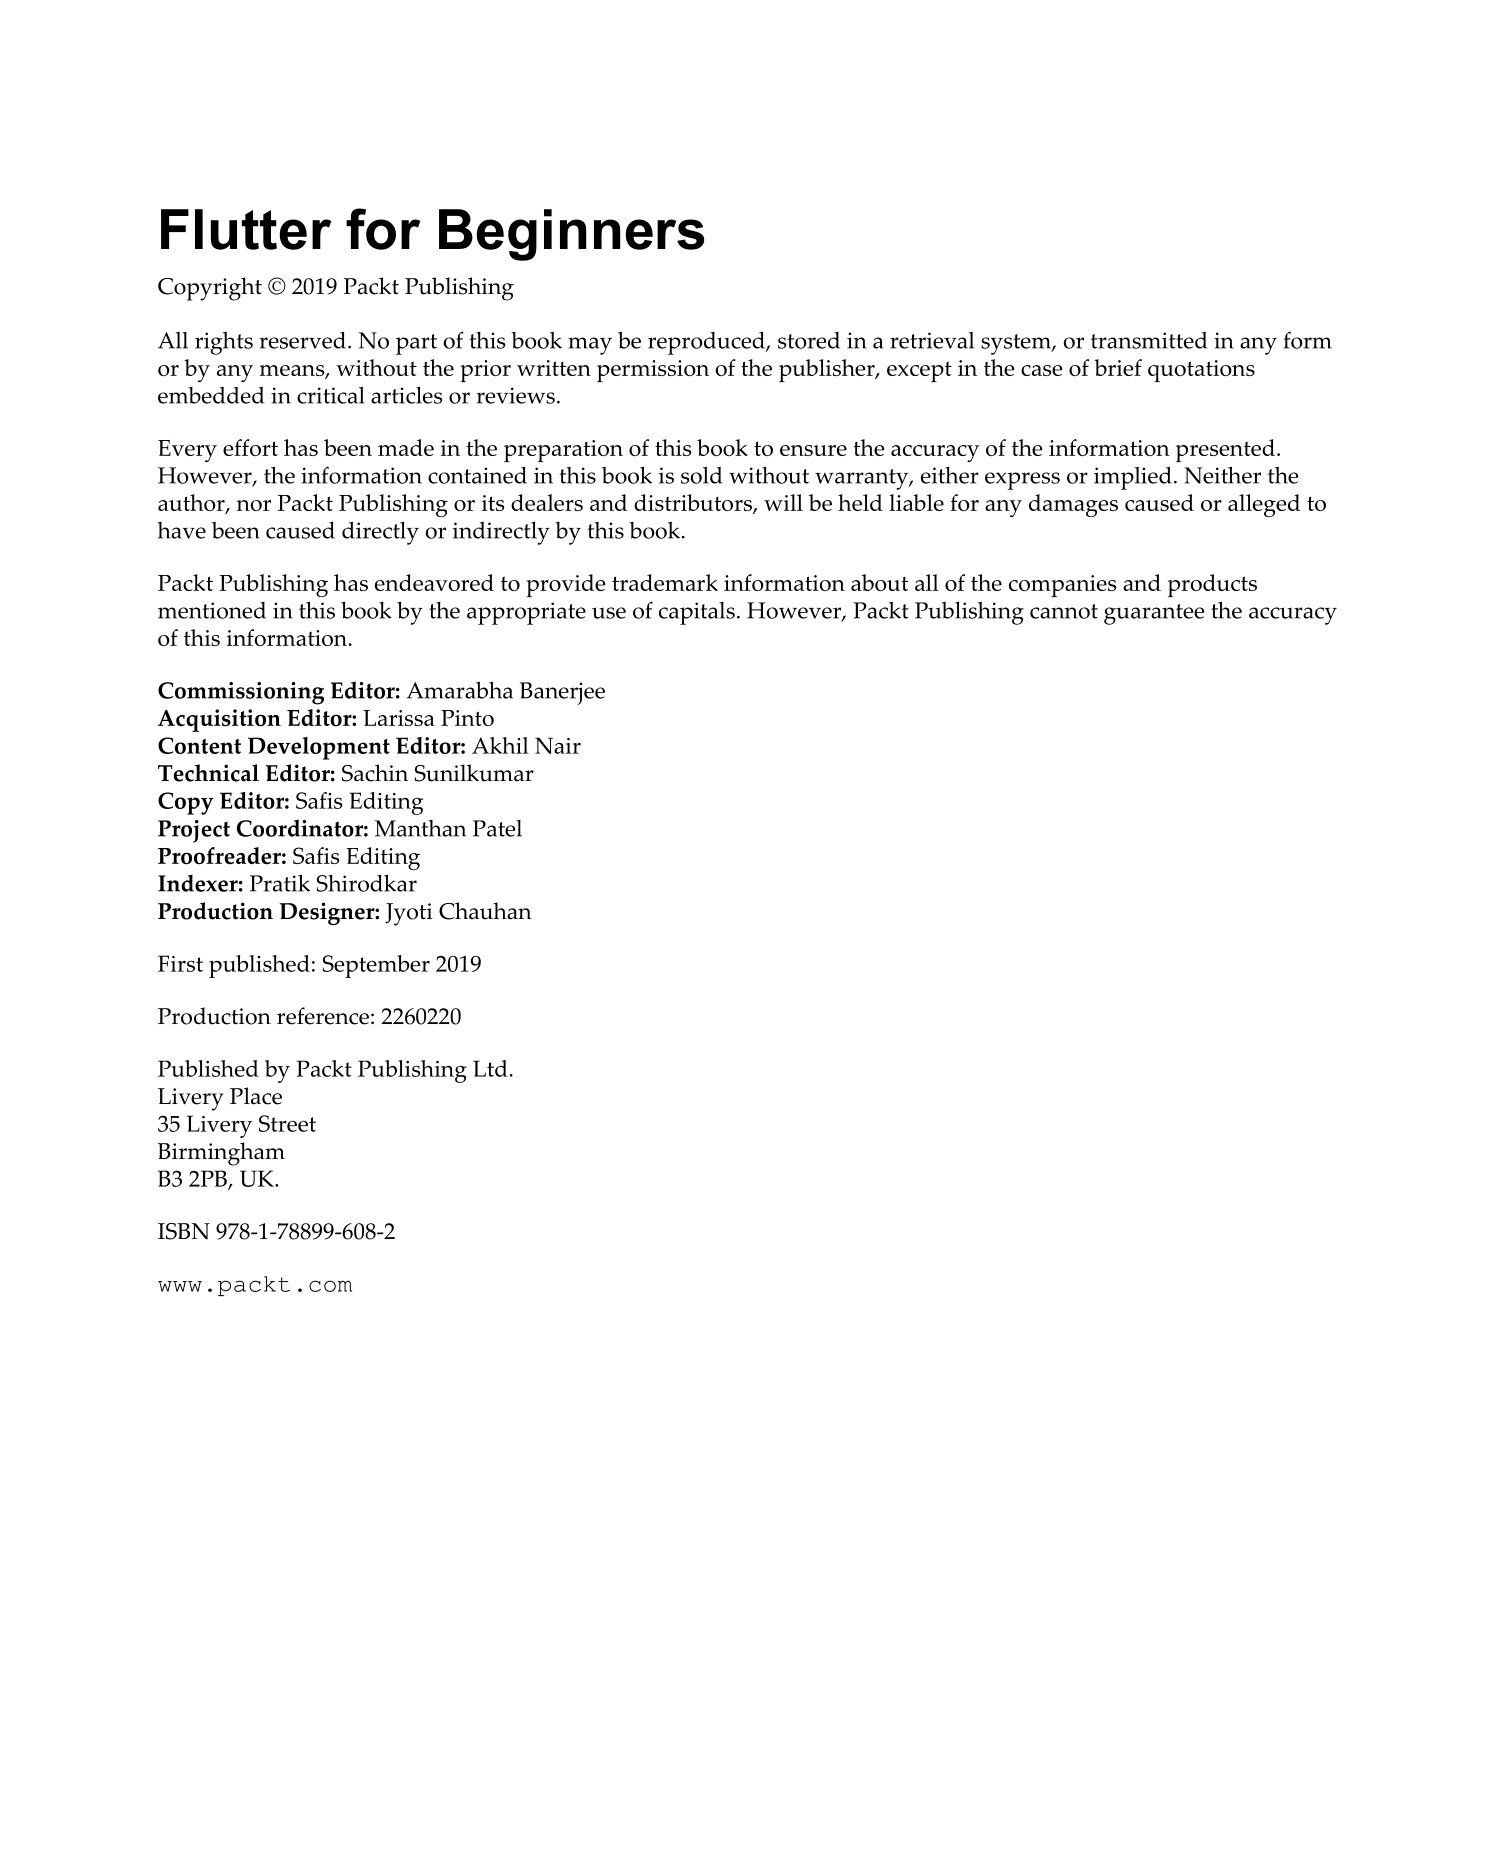 Flutter for Beginners
Copyright © 2019 Packt Publishing
All rights reserved. No part of this book may be reproduced, stored in a retrieval system, or transmitted in any form
or by any means, without the prior written permission of the publisher, except in the case of brief quotations
embedded in critical articles or reviews.
Every effort has been made in the preparation of this book to ensure the accuracy of the information presented.
However, the information contained in this book is sold without warranty, either express or implied. Neither the
author, nor Packt Publishing or its dealers and distributors, will be held liable for any damages caused or alleged to
have been caused directly or indirectly by this book.
Packt Publishing has endeavored to provide trademark information about all of the companies and products
mentioned in this book by the appropriate use of capitals. However, Packt Publishing cannot guarantee the accuracy
of this information.
Commissioning Editor: Amarabha Banerjee
Acquisition Editor: Larissa Pinto
Content Development Editor: Akhil Nair
Technical Editor: Sachin Sunilkumar
Copy Editor: Safis Editing
Project Coordinator: Manthan Patel
Proofreader: Safis Editing
Indexer: Pratik Shirodkar
Production Designer: Jyoti Chauhan
First published: September 2019
Production reference: 2260220
Published by Packt Publishing Ltd.
Livery Place
35 Livery Street
Birmingham
B3 2PB, UK.
ISBN 978-1-78899-608-2
www.packt.com